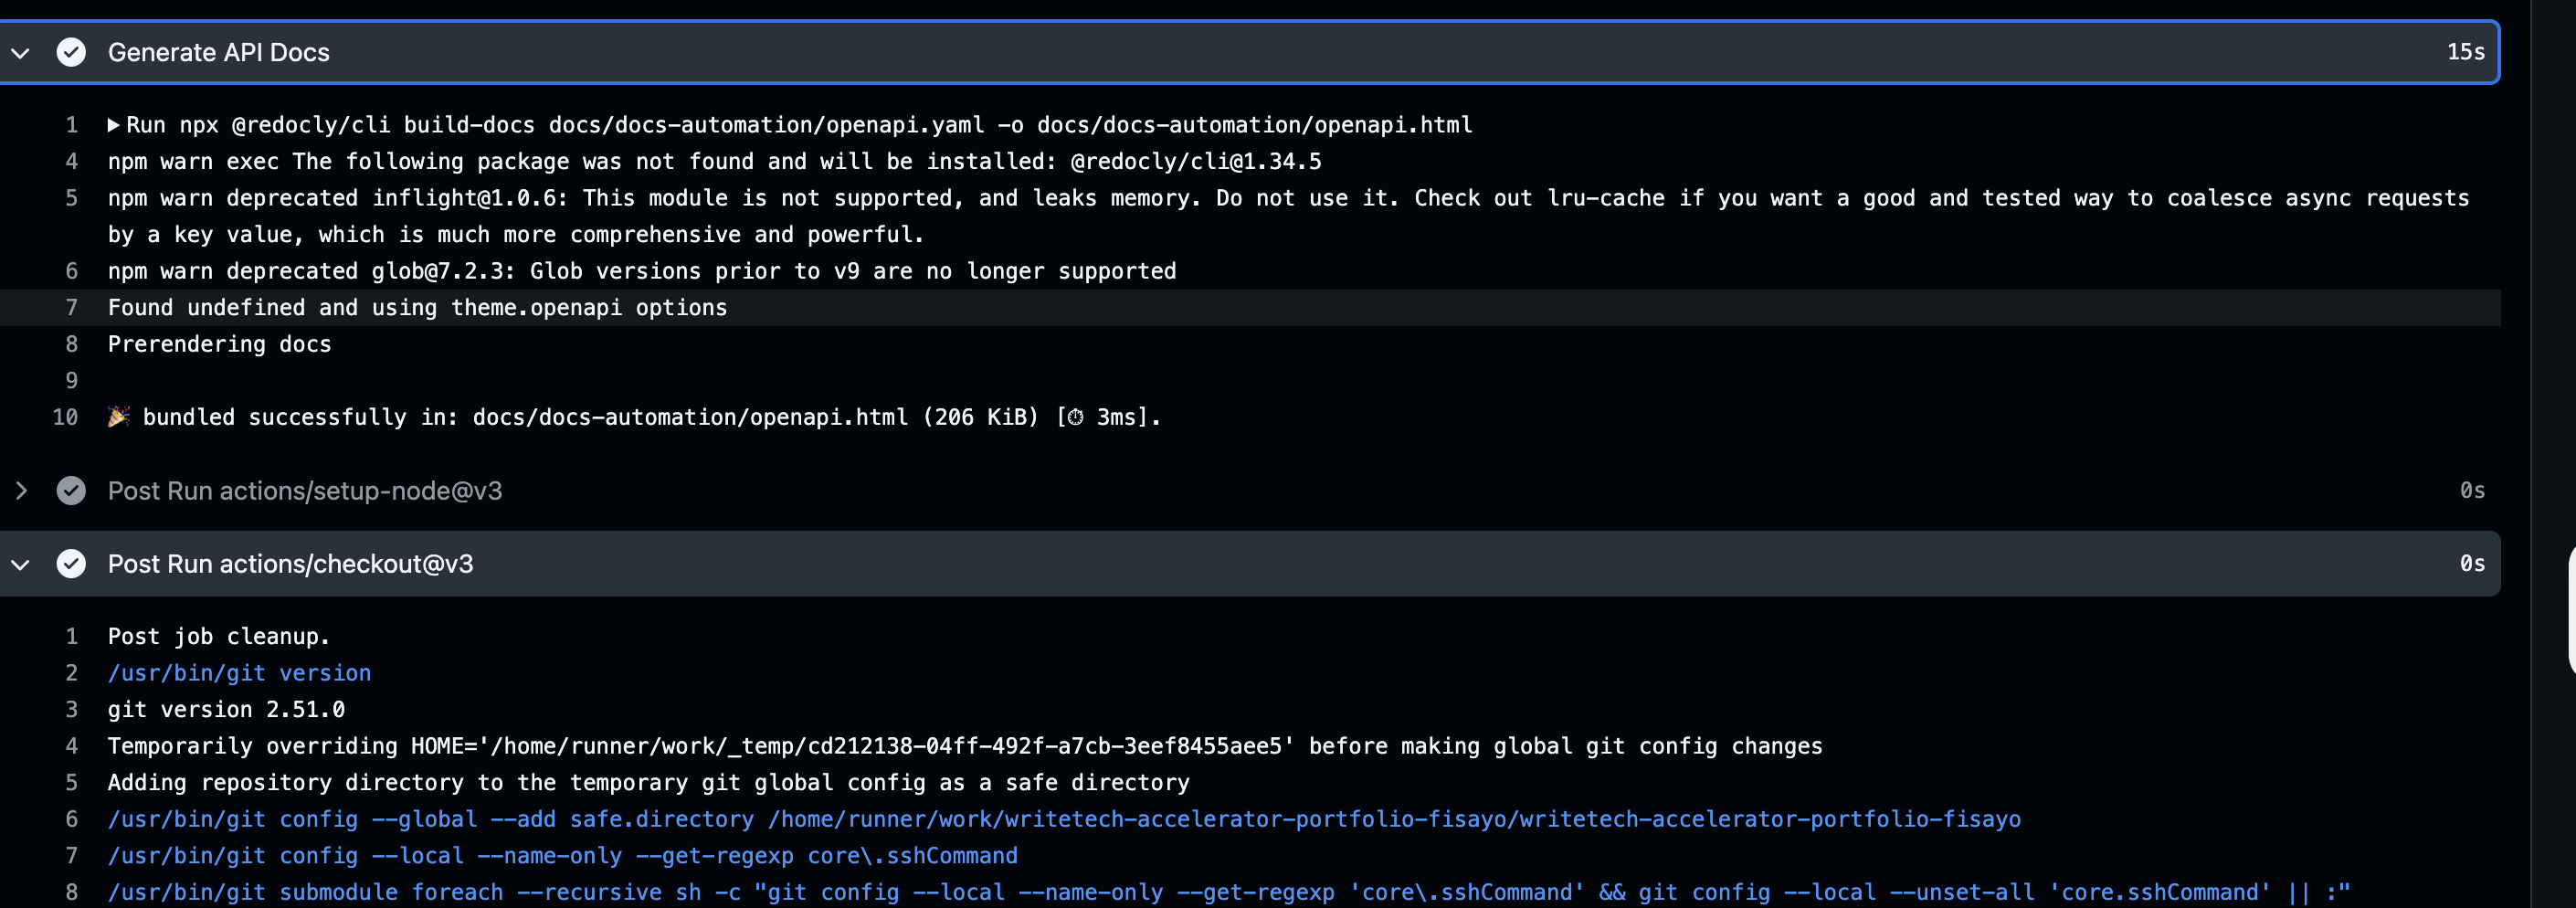 Generate API Docs 15s
1 Run npx @redocly/cli build-docs docs/docs-automation/openapi.yaml -o docs/docs-automation/openapi.html
4 npm warn exec The following package was not found and will be installed: @redocly/cli@1.34.5
5 npm warn deprecated inflight@1.0.6: This module is not supported, and leaks memory. Do not use it. Check out lru-cache if you want a good and tested way to coalesce async requests
by a key value, which is much more comprehensive and powerful.
6 npm warn deprecated glob@7.2.3: Glob versions prior to v9 are no longer supported
7 Found undefined and using theme.openapi options
8 Prerendering docs
9
10 🎉 bundled successfully in: docs/docs-automation/openapi.html (206 KiB) [⏱ 3ms].
Post Run actions/setup-node@v3 0s
Post Run actions/checkout@v3 0s
1 Post job cleanup.
2 /usr/bin/git version
3 git version 2.51.0
4 Temporarily overriding HOME='/home/runner/work/_temp/cd212138-04ff-492f-a7cb-3eef8455aee5' before making global git config changes
5 Adding repository directory to the temporary git global config as a safe directory
6 /usr/bin/git config --global --add safe.directory /home/runner/work/writetech-accelerator-portfolio-fisayo/writetech-accelerator-portfolio-fisayo
7 /usr/bin/git config --local --name-only --get-regexp core\.sshCommand
8 /usr/bin/git submodule foreach --recursive sh -c "git config --local --name-only --get-regexp 'core\.sshCommand' && git config --local --unset-all 'core.sshCommand' || :"